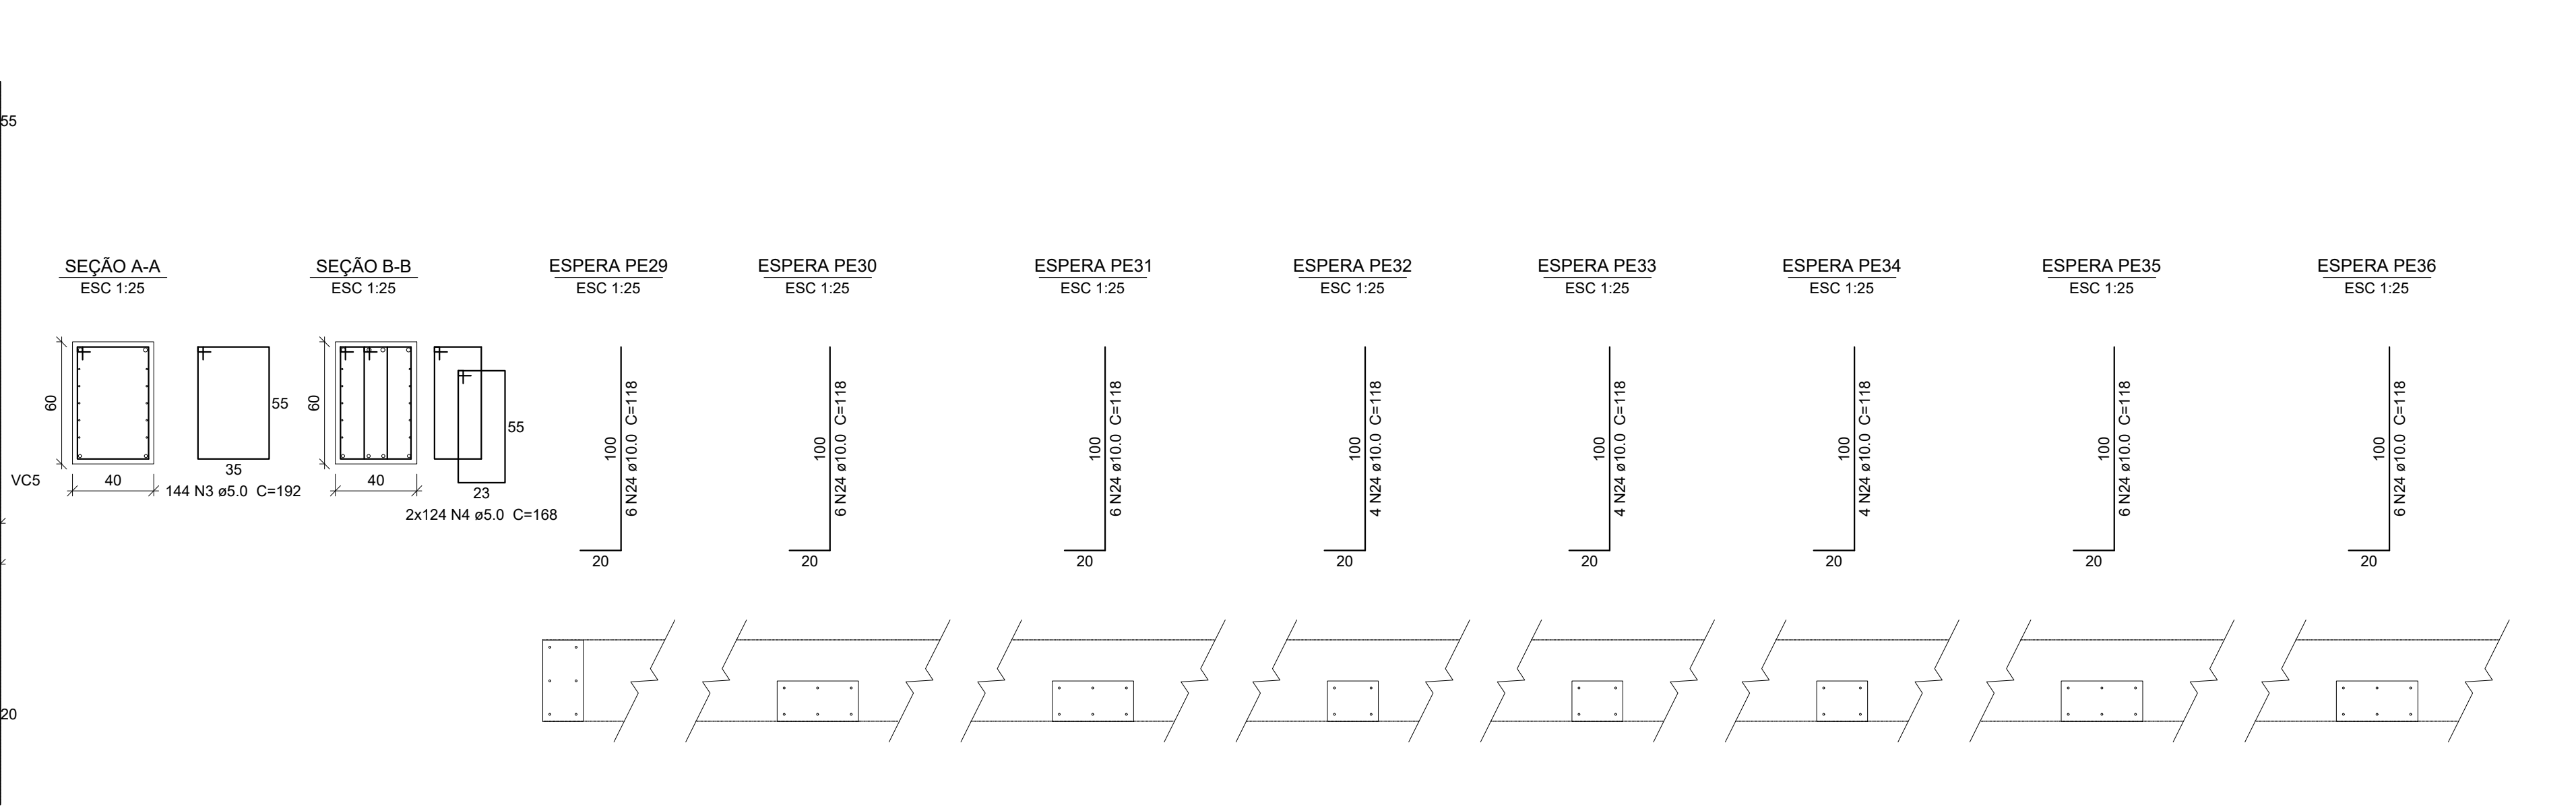 55
SEÇÃO A-A
ESC 1:25
60
40
55
35
144 N3 ø5.0  C=192
VC5
SEÇÃO B-B
ESC 1:25
60
40
55
23
2x124 N4 ø5.0  C=168
ESPERA PE29
ESC 1:25
100
6 N24 ø10.0  C=118
20
ESPERA PE30
ESC 1:25
100
6 N24 ø10.0  C=118
20
ESPERA PE31
ESC 1:25
100
6 N24 ø10.0  C=118
20
ESPERA PE32
ESC 1:25
100
4 N24 ø10.0  C=118
20
ESPERA PE33
ESC 1:25
100
4 N24 ø10.0  C=118
20
ESPERA PE34
ESC 1:25
100
4 N24 ø10.0  C=118
20
ESPERA PE35
ESC 1:25
100
6 N24 ø10.0  C=118
20
ESPERA PE36
ESC 1:25
100
6 N24 ø10.0  C=118
20
20